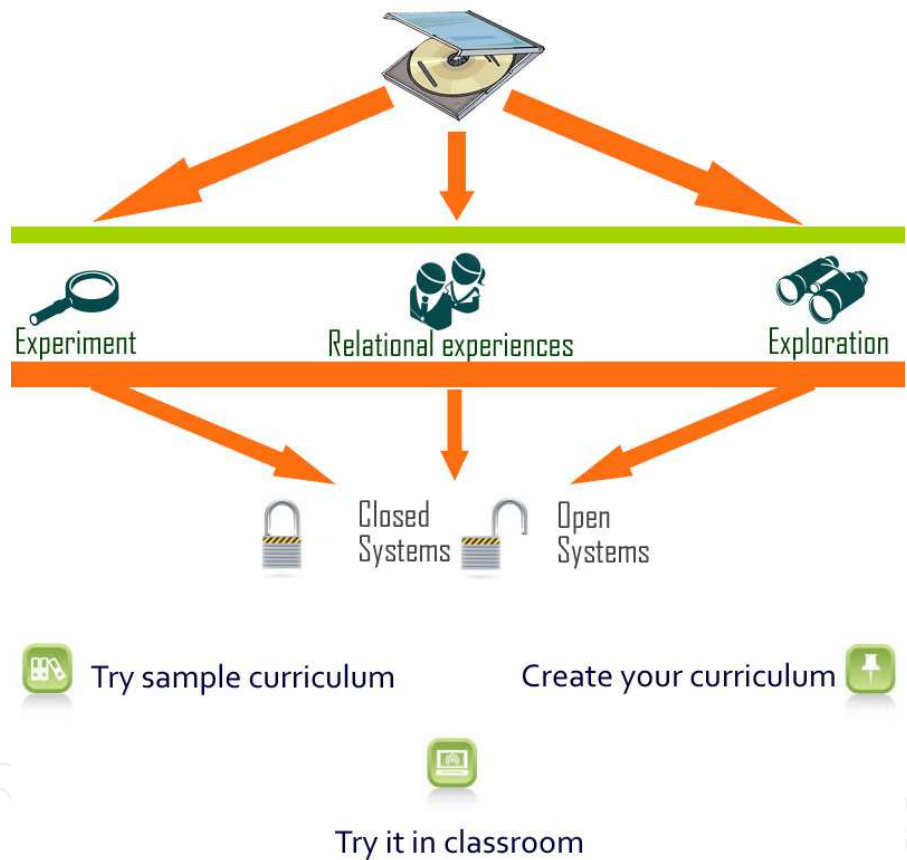 Experiment
Relational experiences
Exploration
Closed
Systems
Open
Systems
Try sample curriculum
Create your curriculum
Try it in classroom